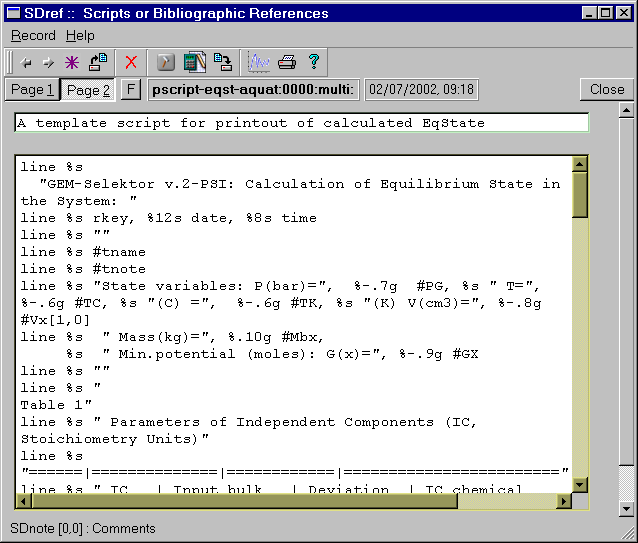 SDref :: Scripts or Bibliographic References
Record Help
Page 1 Page 2 F pscript-eqst-aquat:0000:multi: 02/07/2002, 09:18 Close
A template script for printout of calculated EqState
line %s
"GEM-Selektor v.2-PSI: Calculation of Equilibrium State in
the System: "
line %s rkey, %12s date, %8s time
line %s ""
line %s #tname
line %s #tnote
line %s "State variables: P(bar)=", %-.7g #PG, %s " T=",
%-.6g #TC, %s "(C) =", %-.6g #TK, %s "(K) V(cm3)=", %-.8g
#Vx[1,0]
line %s " Mass(kg)=", %.10g #Mbx,
%s " Min.potential (moles): G(x)=", %-.9g #GX
line %s ""
line %s "
Table 1"
line %s " Parameters of Independent Components (IC,
Stoichiometry Units)"
line %s
"======|==============|============|========================"
line %s " IC | Input bulk | Deviation | IC chemical
SDnote [0,0] : Comments